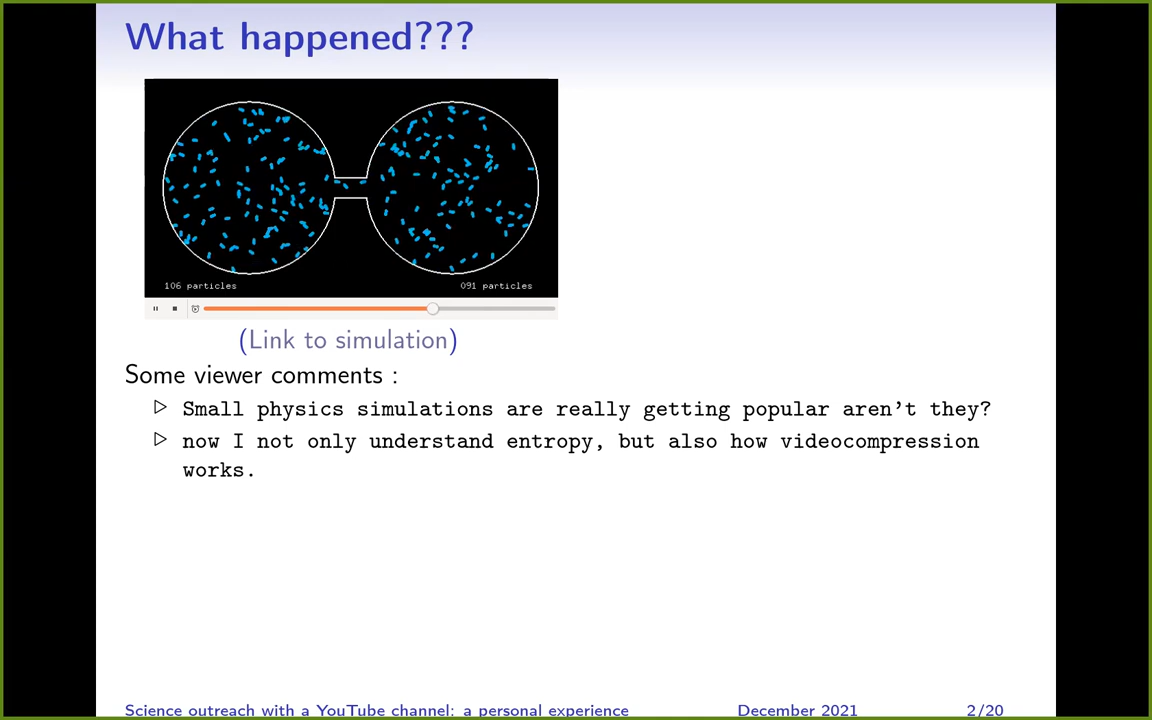 What happened???
106 particles
091 particles
(Link to simulation)
Some viewer comments :
Small physics simulations are really getting popular aren't they?
now I not only understand entropy, but also how videocompression
works.
Science outreach with a YouTube channel: a personal experience
December 2021
2/20